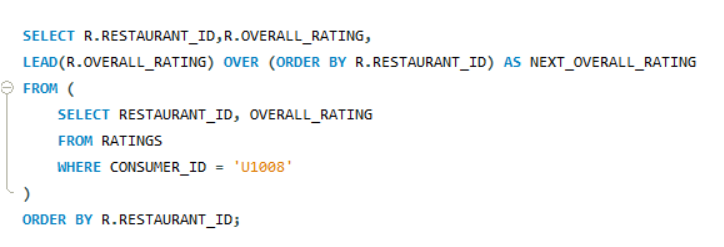 SELECT R.RESTAURANT_ID,R.OVERALL_RATING,
LEAD(R.OVERALL_RATING) OVER (ORDER BY R.RESTAURANT_ID) AS NEXT_OVERALL_RATING
FROM (
    SELECT RESTAURANT_ID, OVERALL_RATING
    FROM RATINGS
    WHERE CONSUMER_ID = 'U1008'
)
ORDER BY R.RESTAURANT_ID;